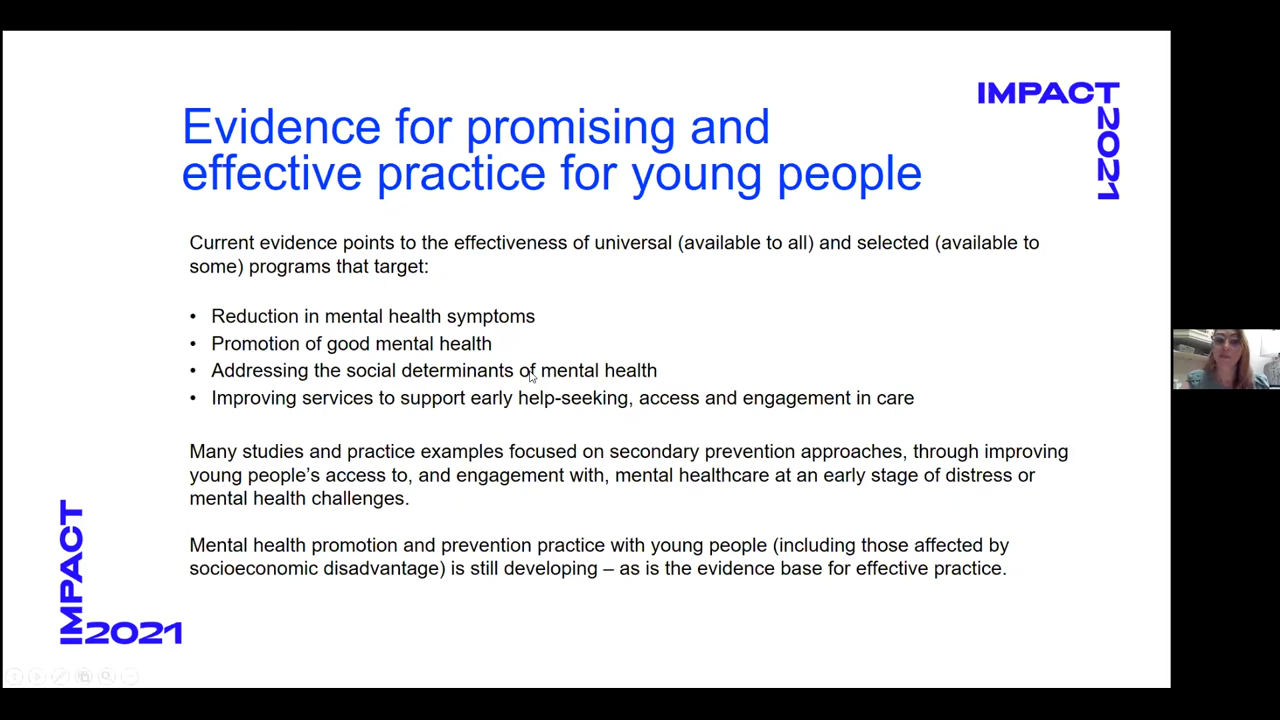 IMPACT
2021
Evidence for promising and
effective practice for young people
Current evidence points to the effectiveness of universal (available to all) and selected (available to
some) programs that target:
• Reduction in mental health symptoms
• Promotion of good mental health
• Addressing the social determinants of mental health
• Improving services to support early help-seeking, access and engagement in care
Many studies and practice examples focused on secondary prevention approaches, through improving
young people’s access to, and engagement with, mental healthcare at an early stage of distress or
mental health challenges.
Mental health promotion and prevention practice with young people (including those affected by
socioeconomic disadvantage) is still developing – as is the evidence base for effective practice.
IMPACT
2021